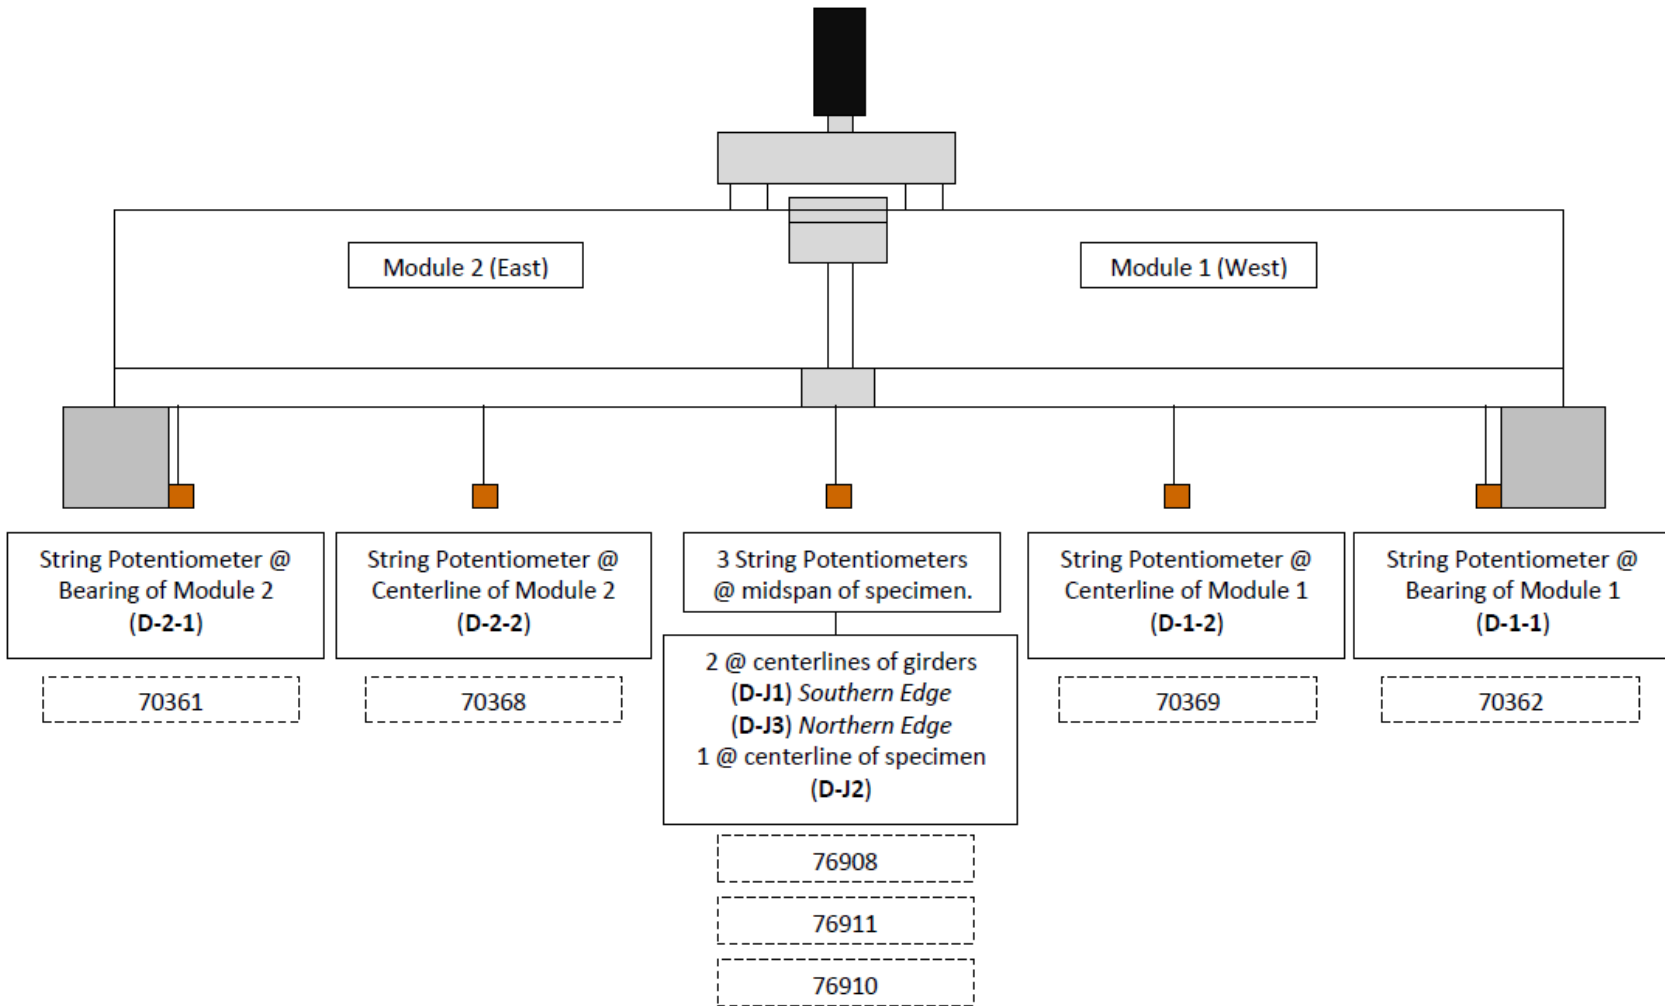 Module 2 (East)
Module 1 (West)
String Potentiometer @
Bearing of Module 2
(D-2-1)
70361
String Potentiometer @
Centerline of Module 2
(D-2-2)
70368
3 String Potentiometers
@ midspan of specimen.
2 @ centerlines of girders
(D-J1) Southern Edge
(D-J3) Northern Edge
1 @ centerline of specimen
(D-J2)
76908
76911
76910
String Potentiometer @
Centerline of Module 1
(D-1-2)
70369
String Potentiometer @
Bearing of Module 1
(D-1-1)
70362